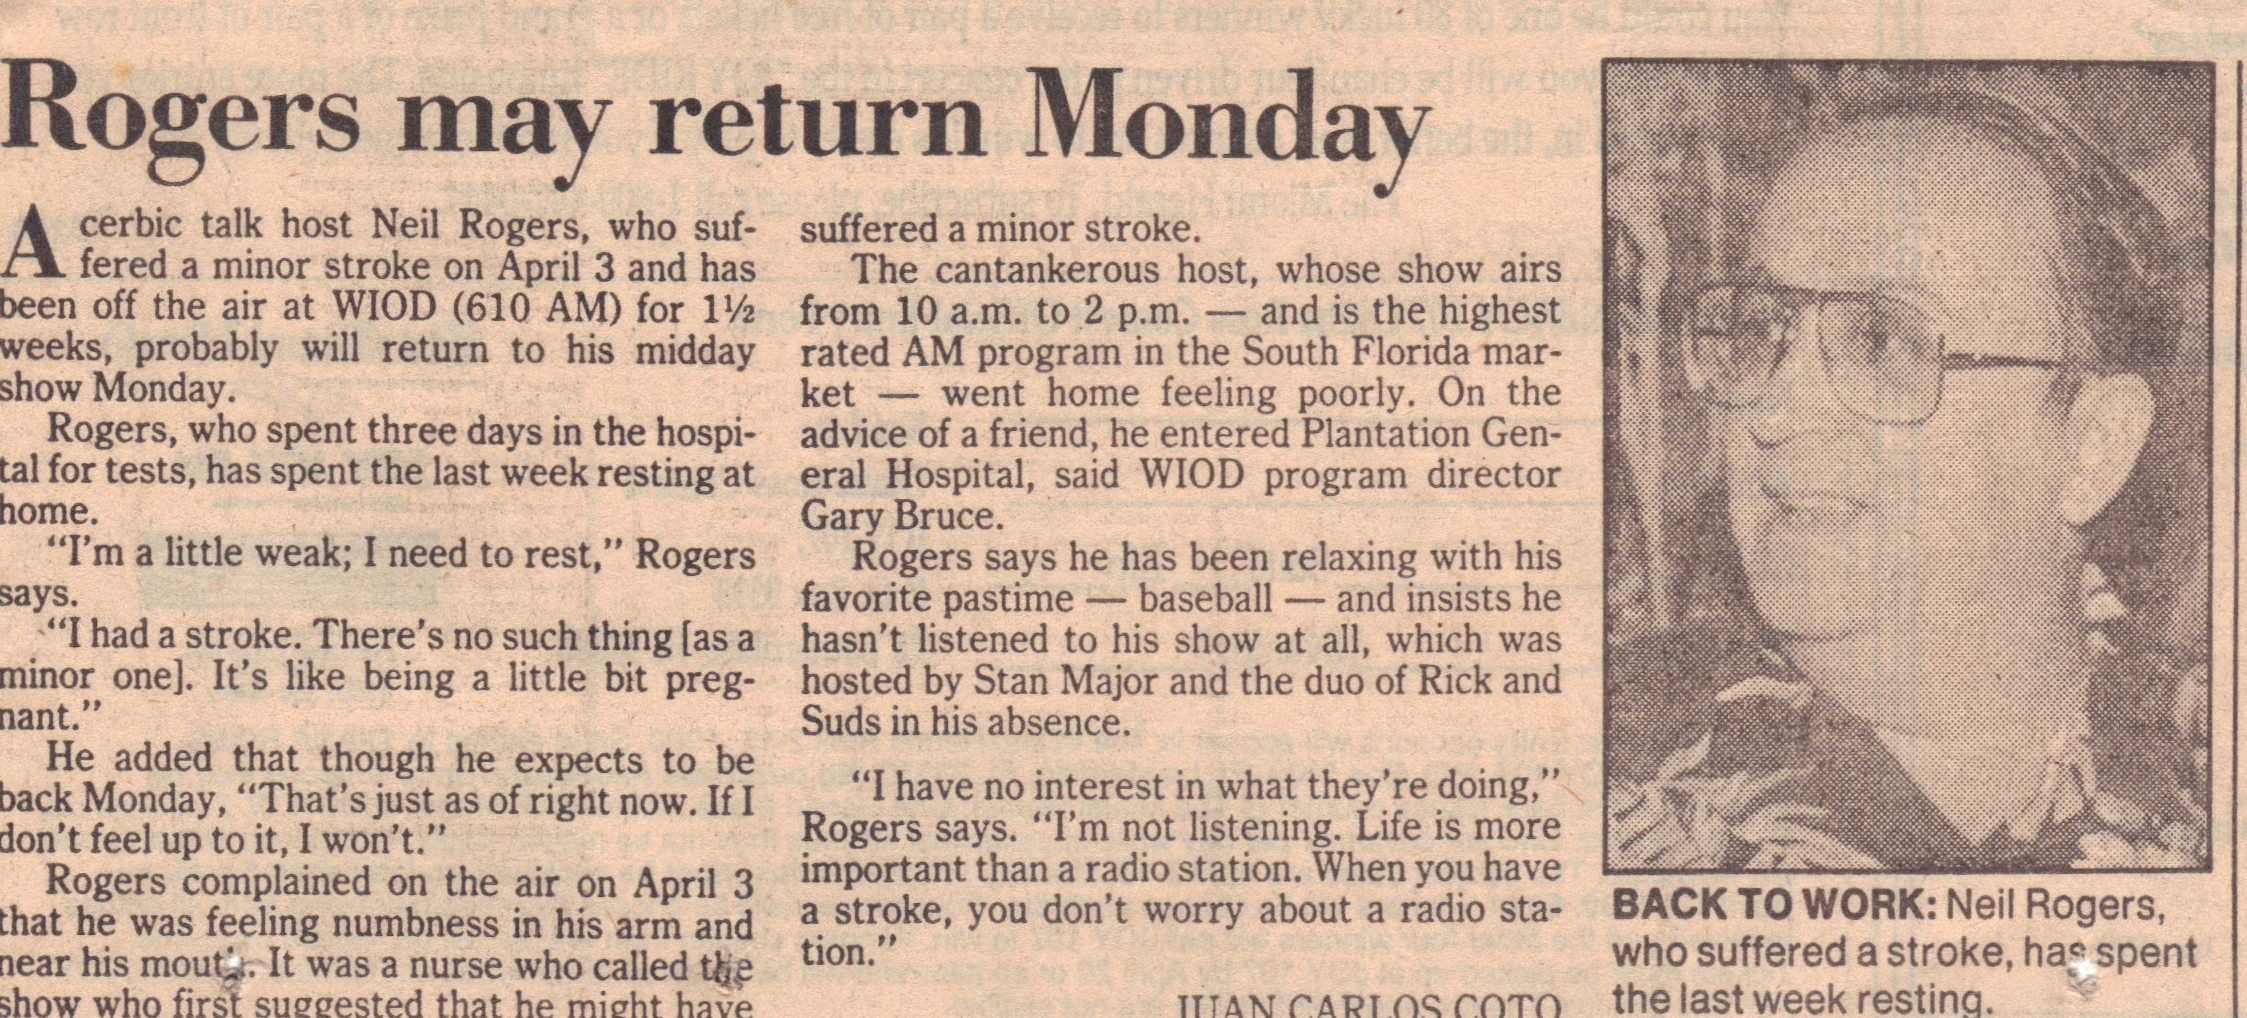 Rogers may return Monday
Acerbic talk host Neil Rogers, who suf-
fered a minor stroke on April 3 and has
been off the air at WIOD (610 AM) for 1½
weeks, probably will return to his midday
show Monday.
Rogers, who spent three days in the hospi-
tal for tests, has spent the last week resting at
home.
“I'm a little weak; I need to rest,” Rogers
says.
“I had a stroke. There's no such thing [as a
minor one]. It's like being a little bit preg-
nant.”
He added that though he expects to be
back Monday, “That's just as of right now. If I
don't feel up to it, I won't.”
Rogers complained on the air on April 3
that he was feeling numbness in his arm and
near his mouth. It was a nurse who called the
show who first suggested that he might have
suffered a minor stroke.
The cantankerous host, whose show airs
from 10 a.m. to 2 p.m. — and is the highest
rated AM program in the South Florida mar-
ket — went home feeling poorly. On the
advice of a friend, he entered Plantation Gen-
eral Hospital, said WIOD program director
Gary Bruce.
Rogers says he has been relaxing with his
favorite pastime — baseball — and insists he
hasn't listened to his show at all, which was
hosted by Stan Major and the duo of Rick and
Suds in his absence.
“I have no interest in what they're doing,”
Rogers says. “I'm not listening. Life is more
important than a radio station. When you have
a stroke, you don't worry about a radio sta-
tion.”
JUAN CARLOS COTO
BACK TO WORK: Neil Rogers,
who suffered a stroke, has spent
the last week resting.